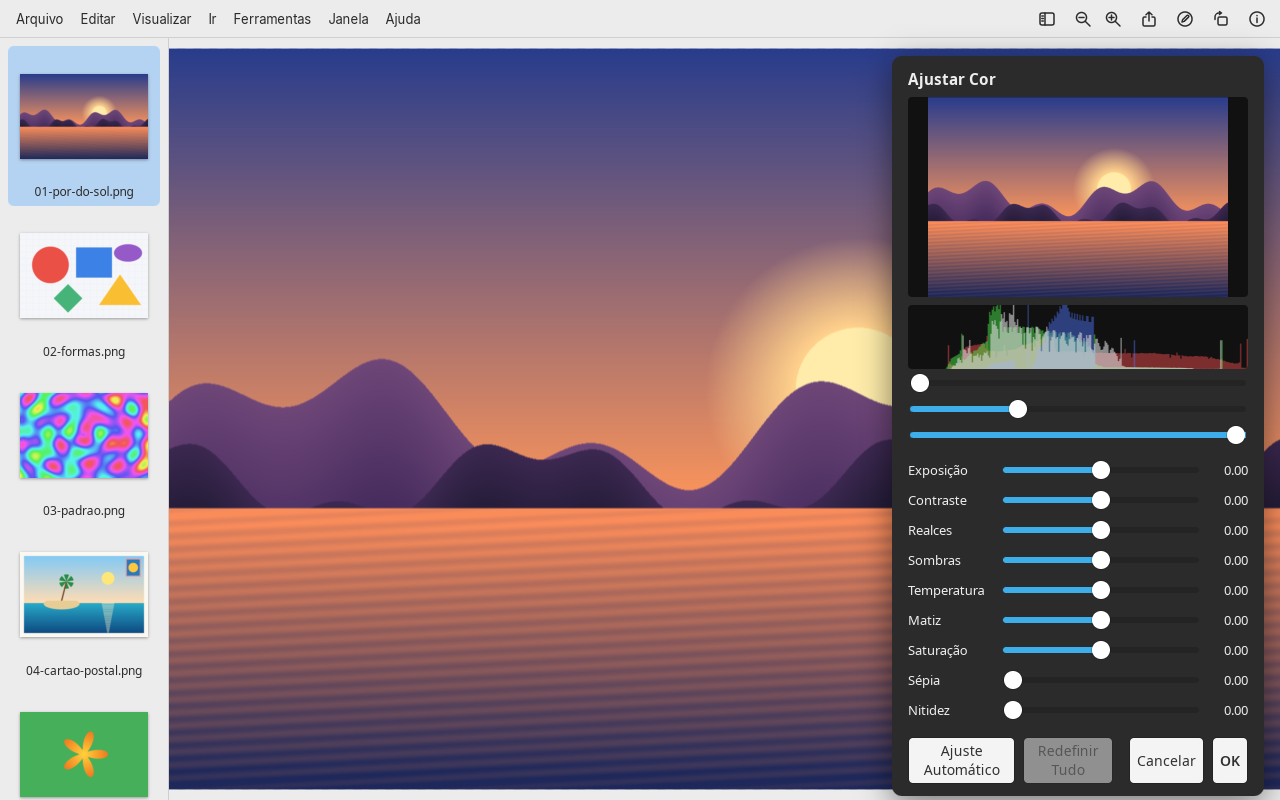 Arquivo Editar Visualizar Ir Ferramentas Janela Ajuda
01-por-do-sol.png
02-formas.png
03-padrao.png
04-cartao-postal.png
Ajustar Cor
Exposição 0.00
Contraste 0.00
Realces 0.00
Sombras 0.00
Temperatura 0.00
Matiz 0.00
Saturação 0.00
Sépia 0.00
Nitidez 0.00
Ajuste Automático
Redefinir Tudo
Cancelar
OK